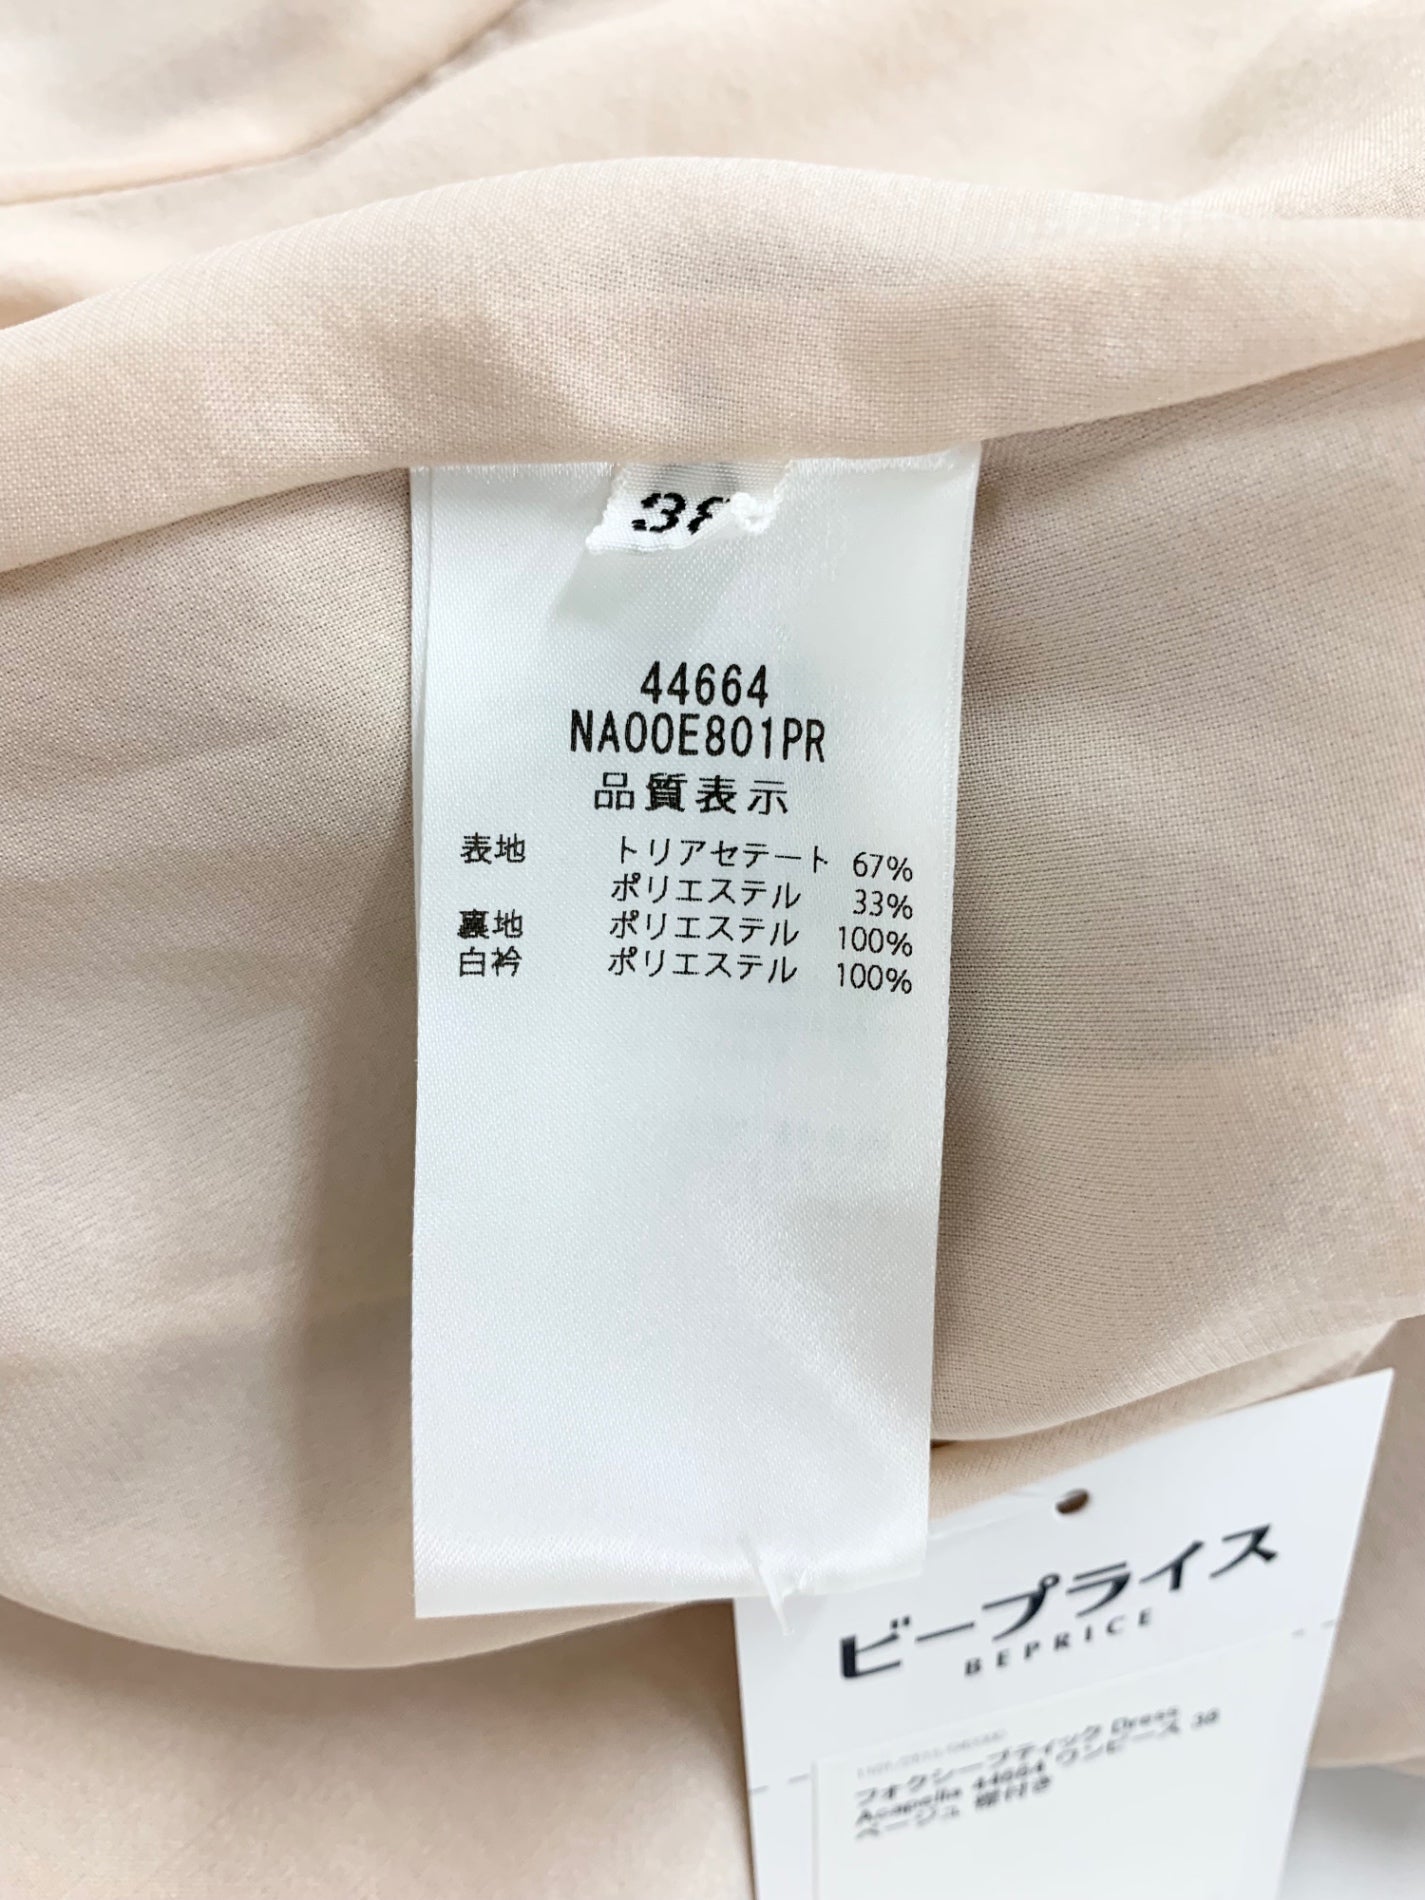 38
44664
NA00E801PR
品質表示
表地 トリアセテート 67%
ポリエステル 33%
裏地 ポリエステル 100%
白衿 ポリエステル 100%
ビープライス
BEPRICE
フォクシーブティック Dress
Acapella 44664 ワンピース 38
ベージュ 襟付き